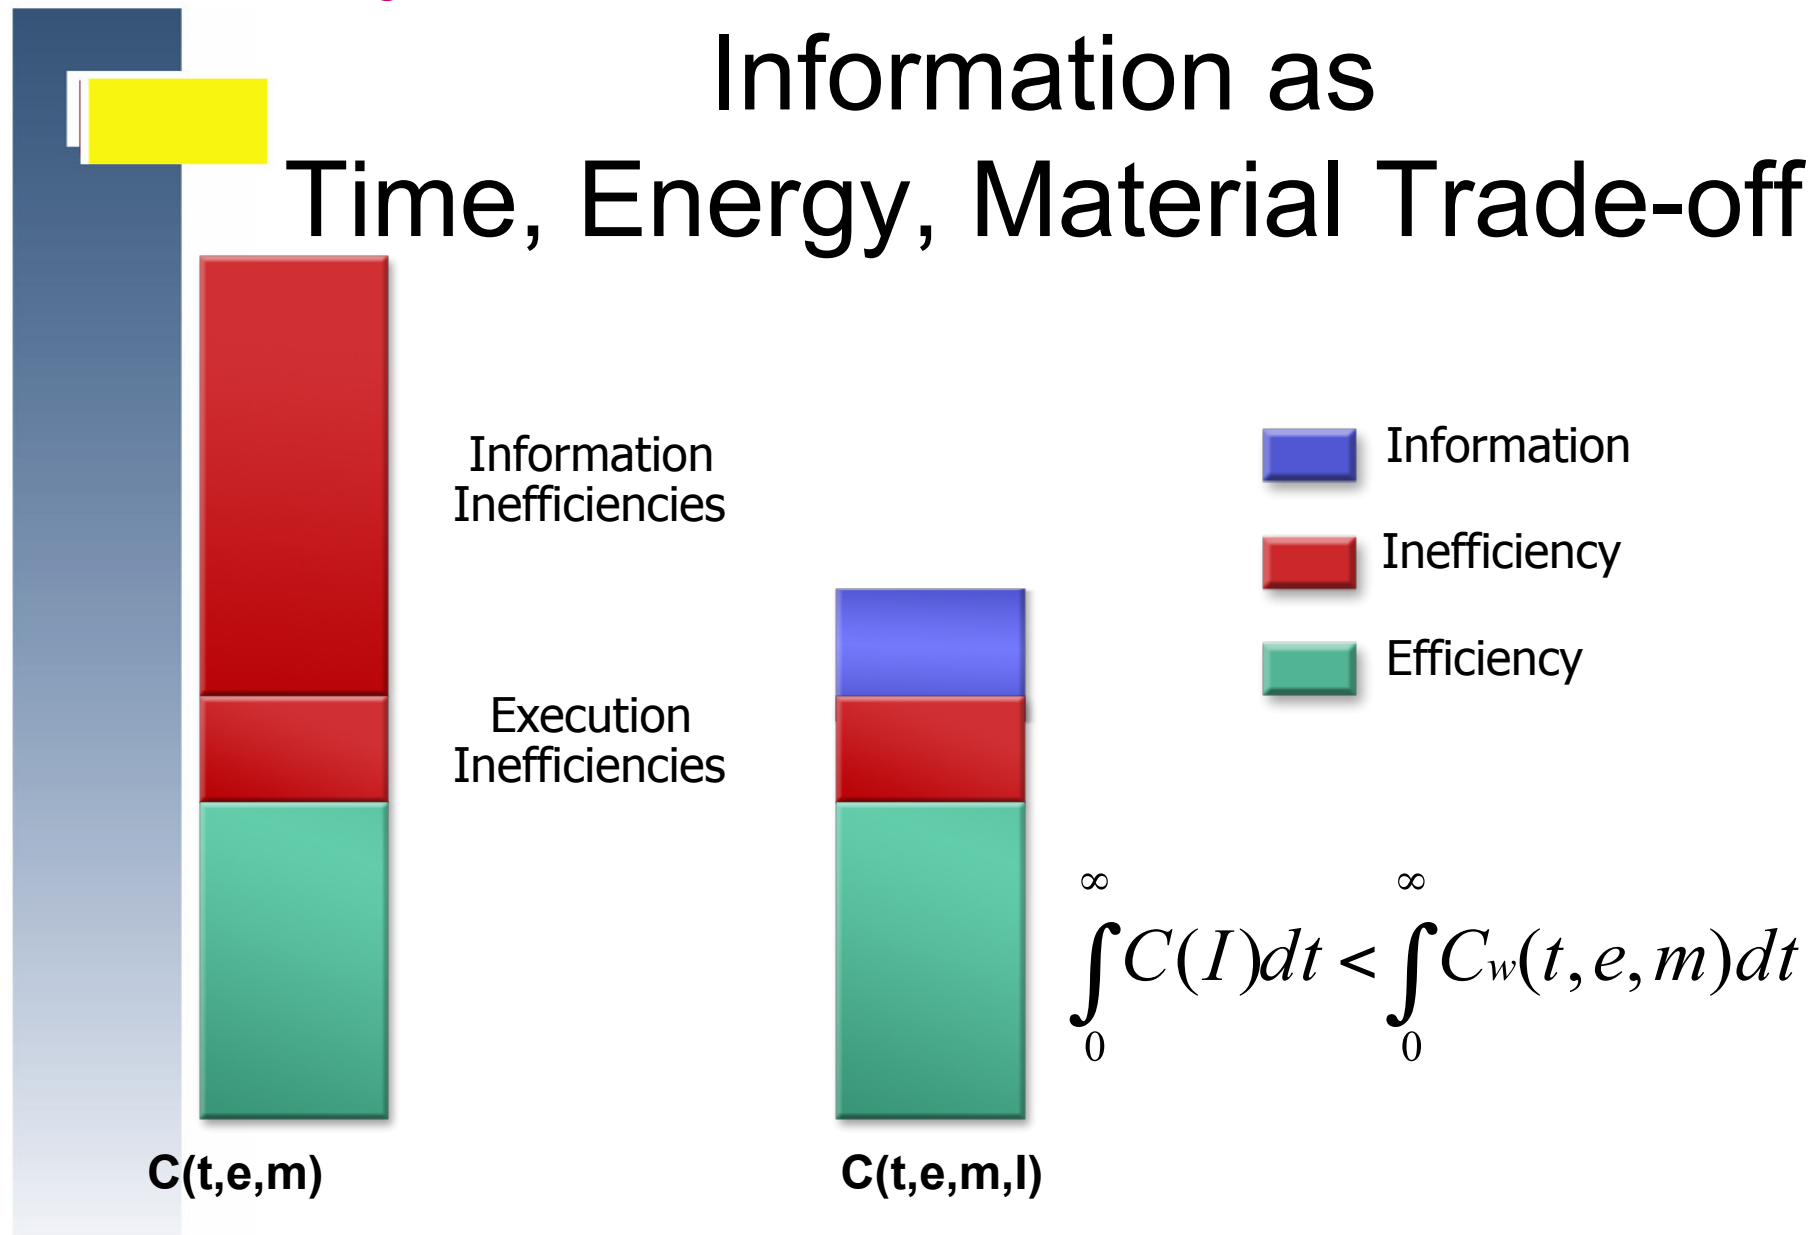 Information as
Time, Energy, Material Trade-off
Information
Inefficiencies
Execution
Inefficiencies
Information
Inefficiency
Efficiency
∞
∫C(I)dt < ∫Cw(t,e,m)dt
0
∞
0
C(t,e,m)
C(t,e,m,I)